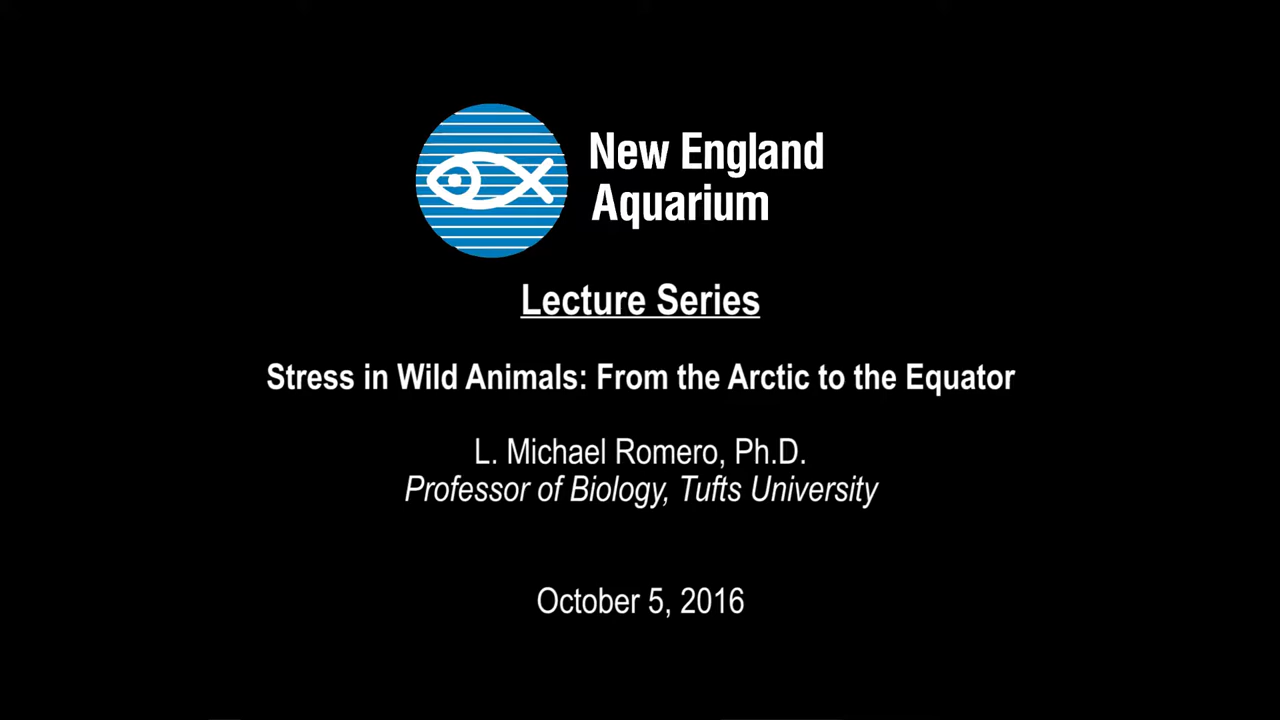 New England
Aquarium
Lecture Series
Stress in Wild Animals: From the Arctic to the Equator
L. Michael Romero, Ph.D.
Professor of Biology, Tufts University
October 5, 2016